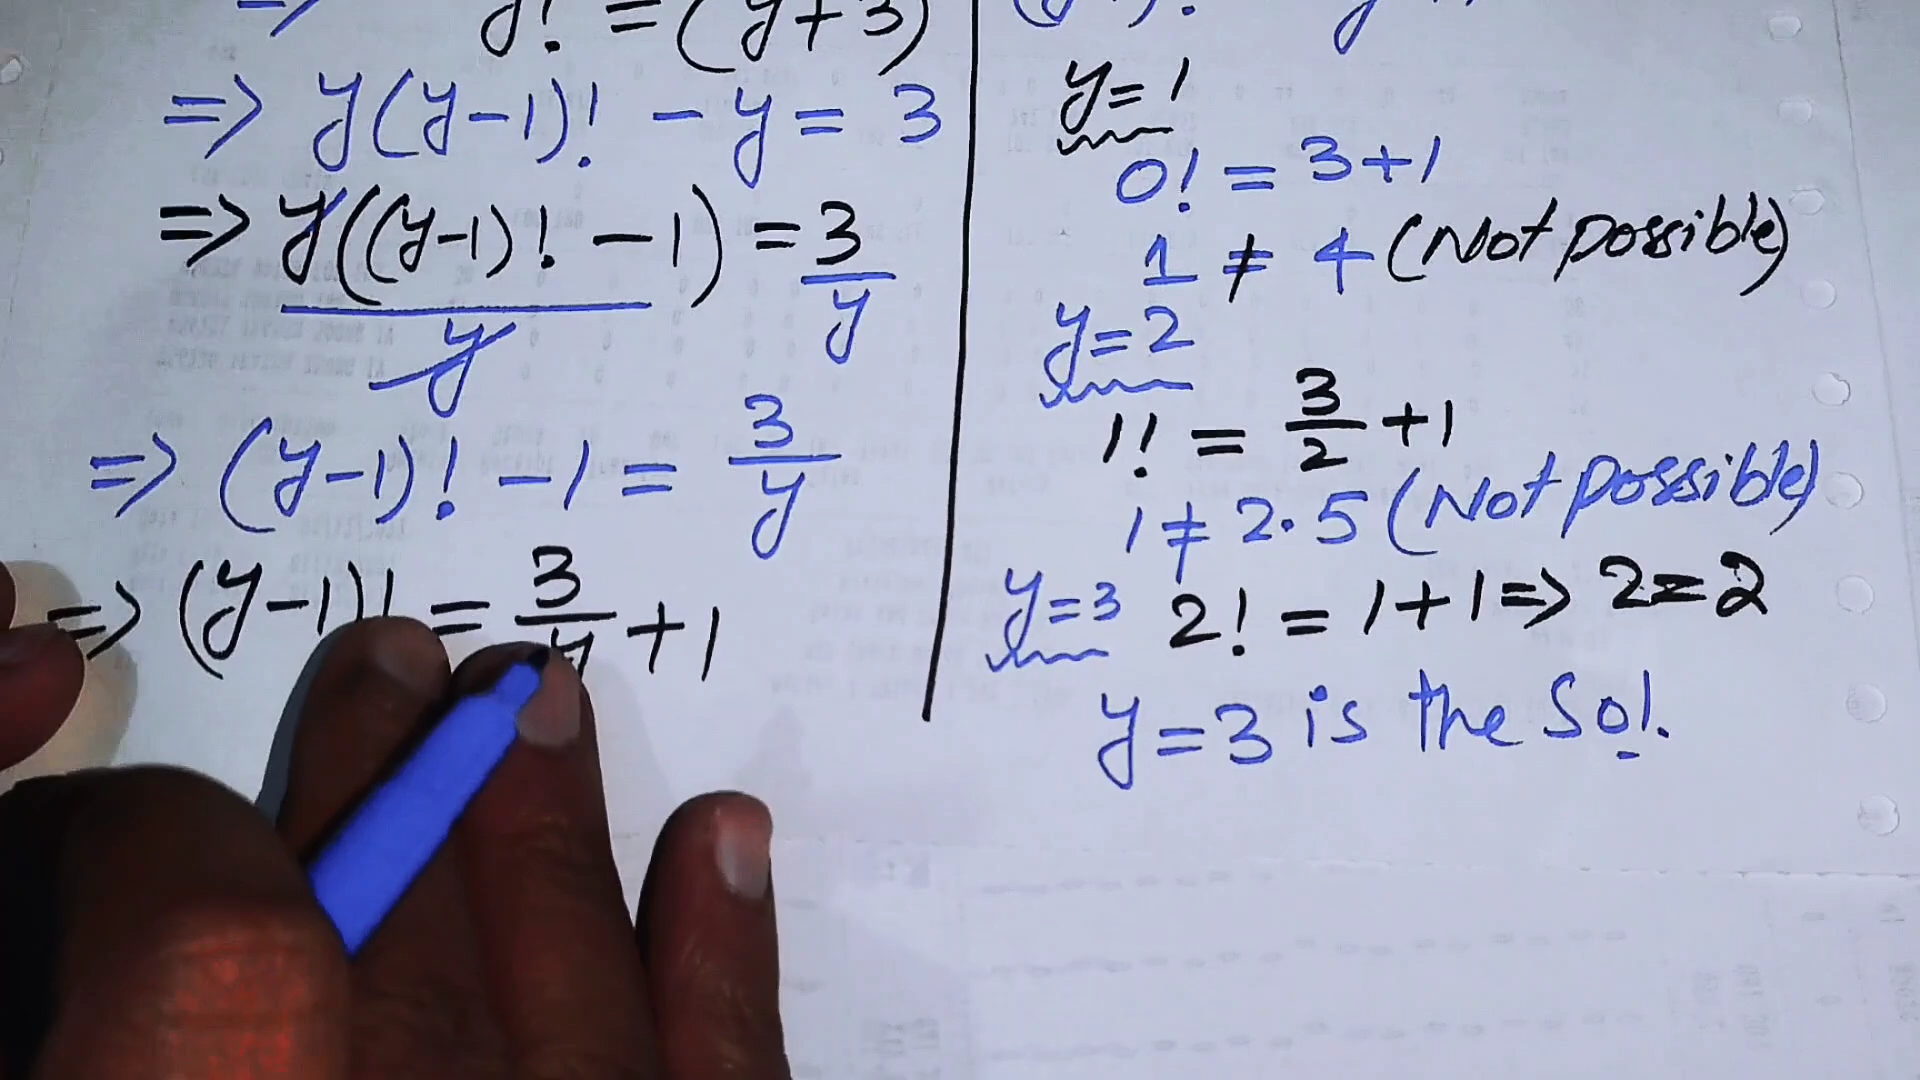 => y! = (y+3)
=> y(y-1)! - y = 3
=> y((y-1)! - 1) / y = 3/y
=> (y-1)! - 1 = 3/y
=> (y-1)! = 3/y + 1
y=1
0! = 3+1
1 ≠ 4 (Not possible)
y=2
1! = 3/2 + 1
1 ≠ 2.5 (Not possible)
y=3 2! = 1+1 => 2=2
y=3 is the Sol.